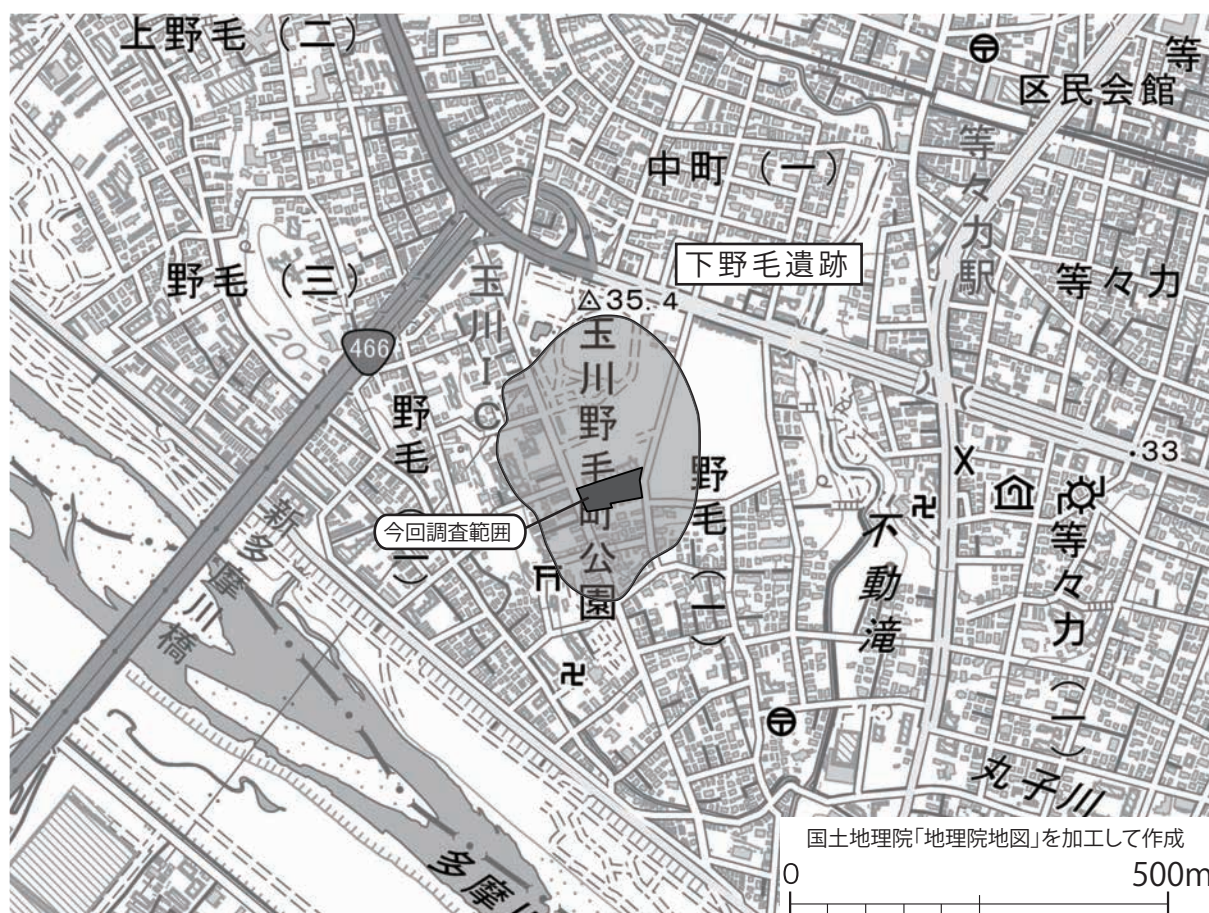 上野毛（二）
区民会館
等
中町（一）
等々力駅
下野毛遺跡
等々力
野毛（三）
20
466
玉川IC
35.4
玉川野毛町公園
野毛（二）
野毛（一）
今回調査範囲
33
新多摩川橋
不動滝
等々力（一）
丸子川
多摩川
国土地理院「地理院地図」を加工して作成
0 500m